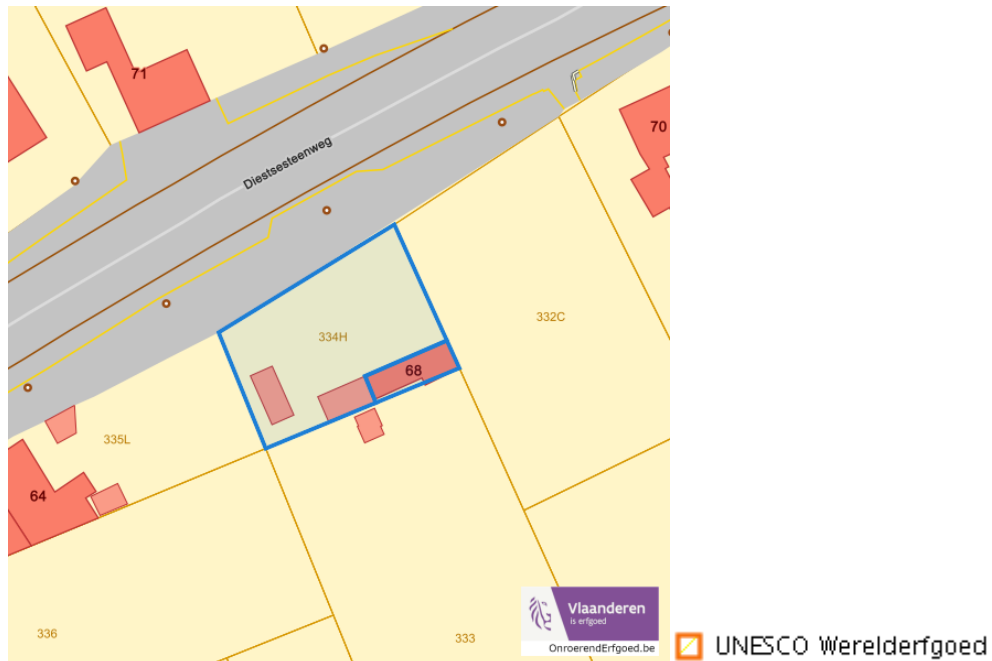 71
Diestsesteenweg
70
332C
334H
68
335L
64
336
333
Vlaanderen
is erfgoed
OnroerendErfgoed.be
UNESCO Werelderfgoed